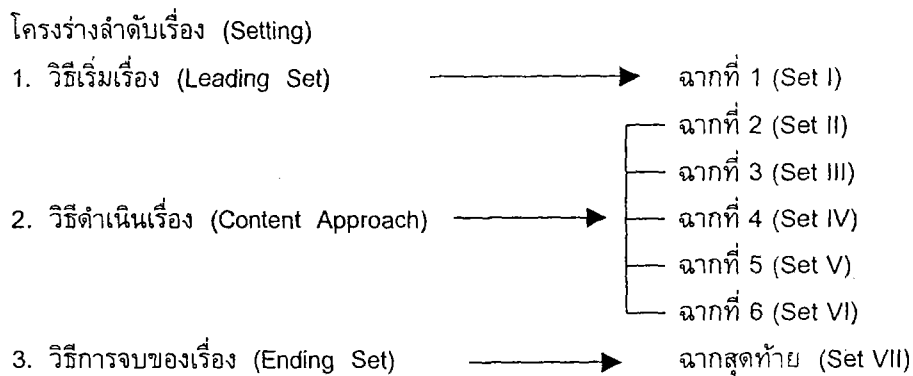 โครงร่างลำดับเรื่อง (Setting)
1. วิธีเริ่มเรื่อง (Leading Set)
ฉากที่ 1 (Set I)
ฉากที่ 2 (Set II)
ฉากที่ 3 (Set III)
2. วิธีดำเนินเรื่อง (Content Approach)
ฉากที่ 4 (Set IV)
ฉากที่ 5 (Set V)
ฉากที่ 6 (Set VI)
3. วิธีการจบของเรื่อง (Ending Set)
ฉากสุดท้าย (Set VII)